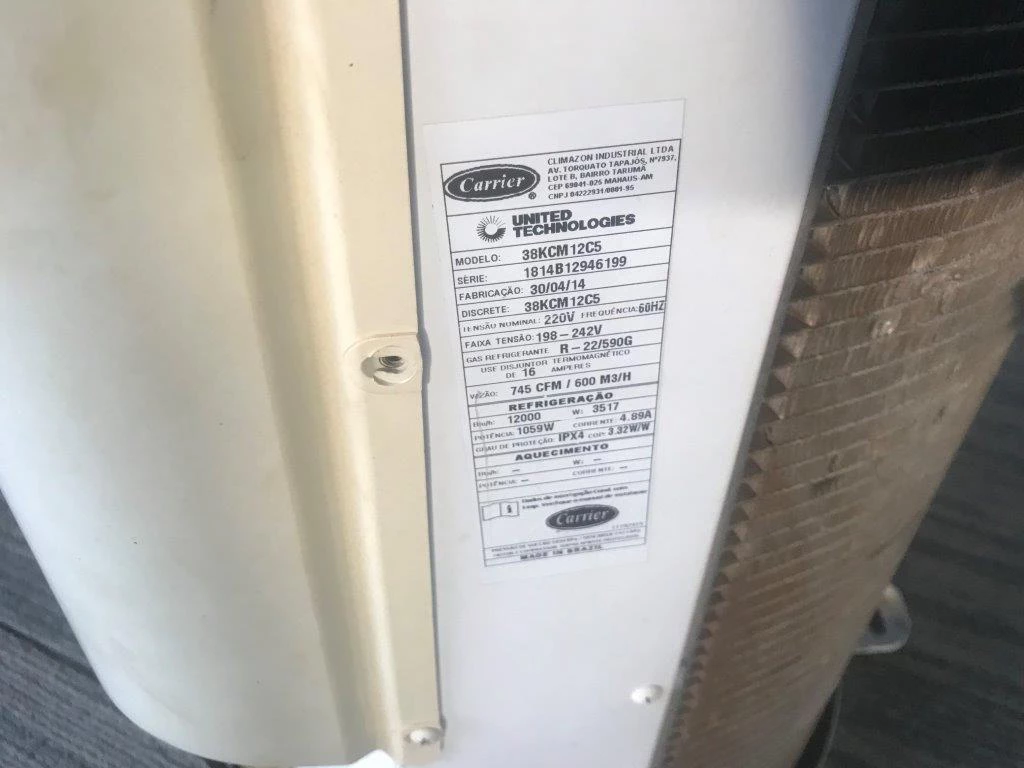 Carrier
®
CLIMAZON INDUSTRIAL LTDA
AV. TORQUATO TAPAJÓS, Nº7937,
LOTE B, BAIRRO TARUMÃ
CEP 69041-025 MANAUS-AM
CNPJ 04222931/0001-95
UNITED
TECHNOLOGIES
MODELO: 38KCM12C5
SÉRIE: 1814B12946199
FABRICAÇÃO: 30/04/14
DISCRETE: 38KCM12C5
TENSÃO NOMINAL: 220V FREQUÊNCIA: 60HZ
FAIXA TENSÃO: 198-242V
GAS REFRIGERANTE R-22/590G
USE DISJUNTOR TERMOMAGNÉTICO
DE 16 AMPERES
VAZÃO: 745 CFM / 600 M3/H
REFRIGERAÇÃO
Btu/h: 12000 W: 3517
POTÊNCIA: 1059W CORRENTE: 4.89A
GRAU DE PROTEÇÃO: IPX4 COP: 3.32W/W
AQUECIMENTO
Btu/h: — W: —
POTÊNCIA: — CORRENTE: —
Carrier
MADE IN BRAZIL